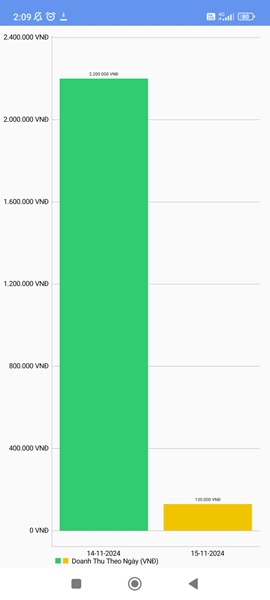 2:09
4G
80
2.400.000 VNĐ
2.200.000 VNĐ
2.000.000 VNĐ
1.600.000 VNĐ
1.200.000 VNĐ
800.000 VNĐ
400.000 VNĐ
130.000 VNĐ
0 VNĐ
14-11-2024 15-11-2024
Doanh Thu Theo Ngày (VNĐ)